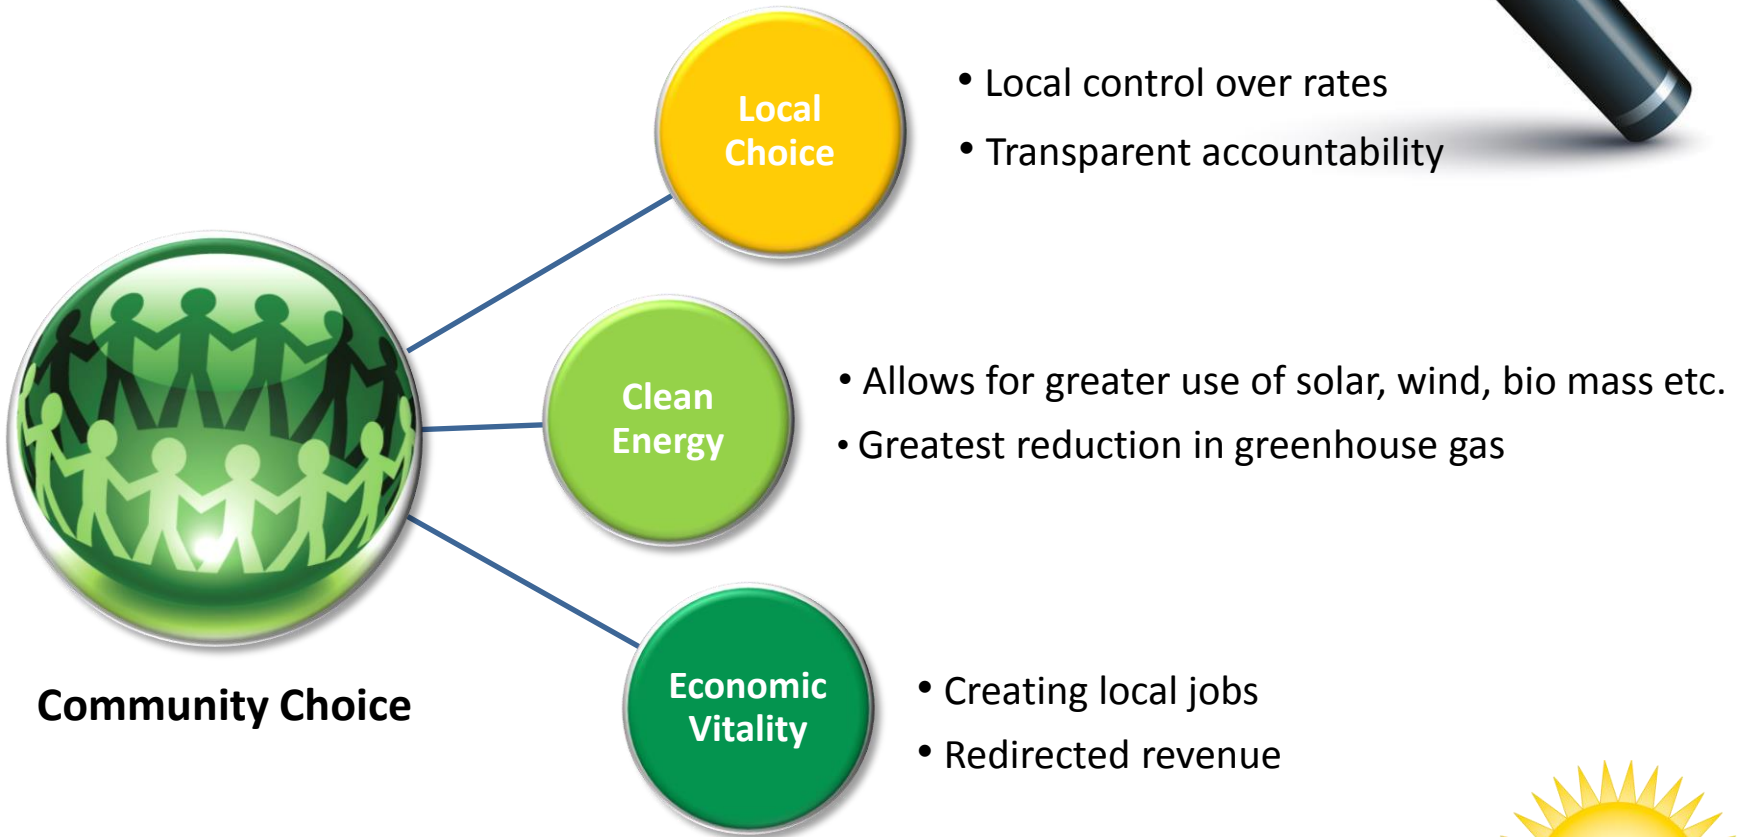 Local
Choice
• Local control over rates
• Transparent accountability
Clean
Energy
• Allows for greater use of solar, wind, bio mass etc.
• Greatest reduction in greenhouse gas
Community Choice
Economic
Vitality
• Creating local jobs
• Redirected revenue